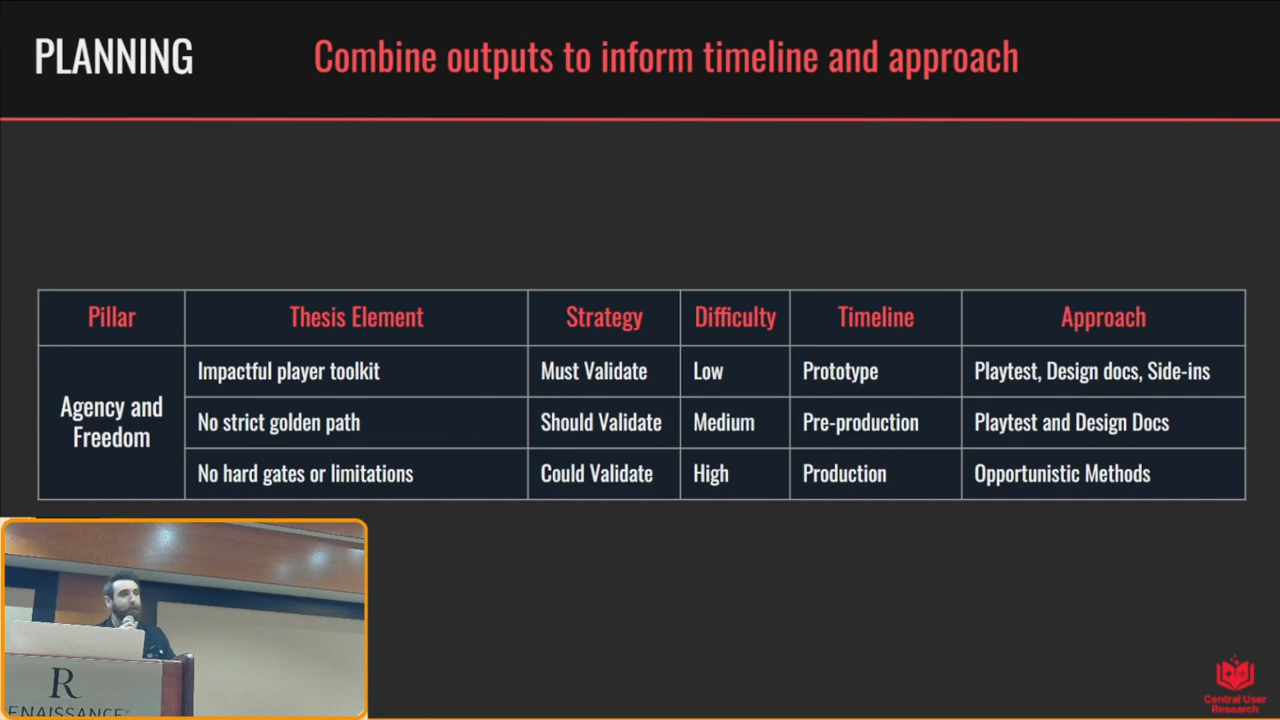 PLANNING
Combine outputs to inform timeline and approach
Pillar Thesis Element Strategy Difficulty Timeline Approach
Agency and
Freedom
Impactful player toolkit Must Validate Low Prototype Playtest, Design docs, Side-ins
No strict golden path Should Validate Medium Pre-production Playtest and Design Docs
No hard gates or limitations Could Validate High Production Opportunistic Methods
R
ENAISSANCE
Central User
Research